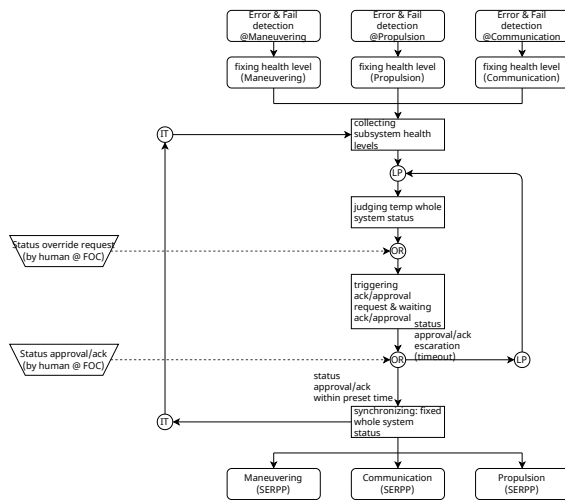 Error & Fail
detection
@Maneuvering
Error & Fail
detection
@Propulsion
Error & Fail
detection
@Communication
fixing health level
(Maneuvering)
fixing health level
(Propulsion)
fixing health level
(Communication)
IT
collecting
subsystem health
levels
LP
judging temp whole
system status
Status override request
(by human @ FOC)
OR
triggering
ack/approval
request & waiting
ack/approval
status
approval/ack
escaration
(timeout)
Status approval/ack
(by human @ FOC)
OR
LP
status
approval/ack
within preset time
IT
synchronizing: fixed
whole system
status
Maneuvering
(SERPP)
Communication
(SERPP)
Propulsion
(SERPP)